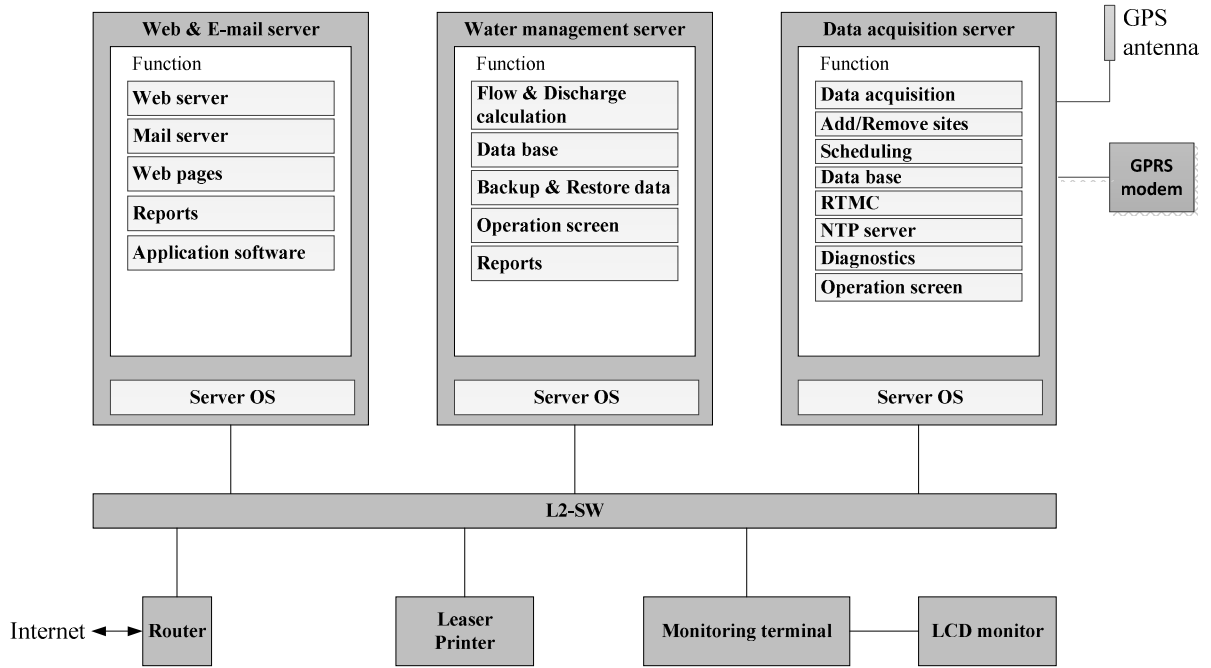 Web & E-mail server
Function
Web server
Mail server
Web pages
Reports
Application software
Server OS
Water management server
Function
Flow & Discharge
calculation
Data base
Backup & Restore data
Operation screen
Reports
Server OS
Data acquisition server
Function
Data acquisition
Add/Remove sites
Scheduling
Data base
RTMC
NTP server
Diagnostics
Operation screen
Server OS
GPS
antenna
GPRS
modem
L2-SW
Internet
Router
Leaser
Printer
Monitoring terminal
LCD monitor